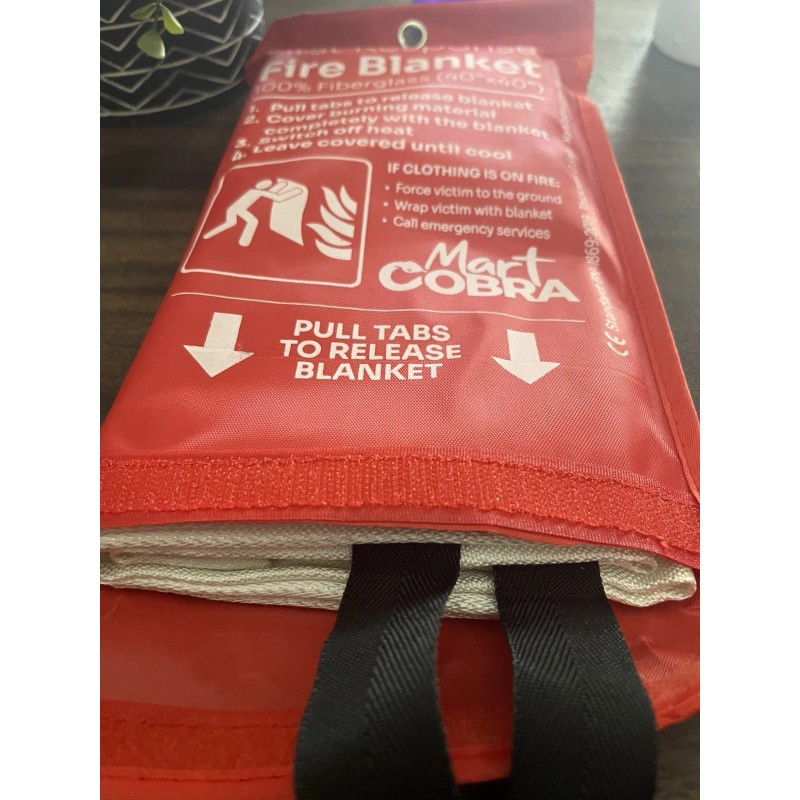 Fire Blanket
100% Fiberglass (40"x40")
1. Pull tabs to release blanket
2. Cover burning material
completely with the blanket
3. Switch off heat
4. Leave covered until cool
IF CLOTHING IS ON FIRE:
• Force victim to the ground
• Wrap victim with blanket
• Call emergency services
Mart
COBRA
PULL TABS
TO RELEASE
BLANKET
CE Standard